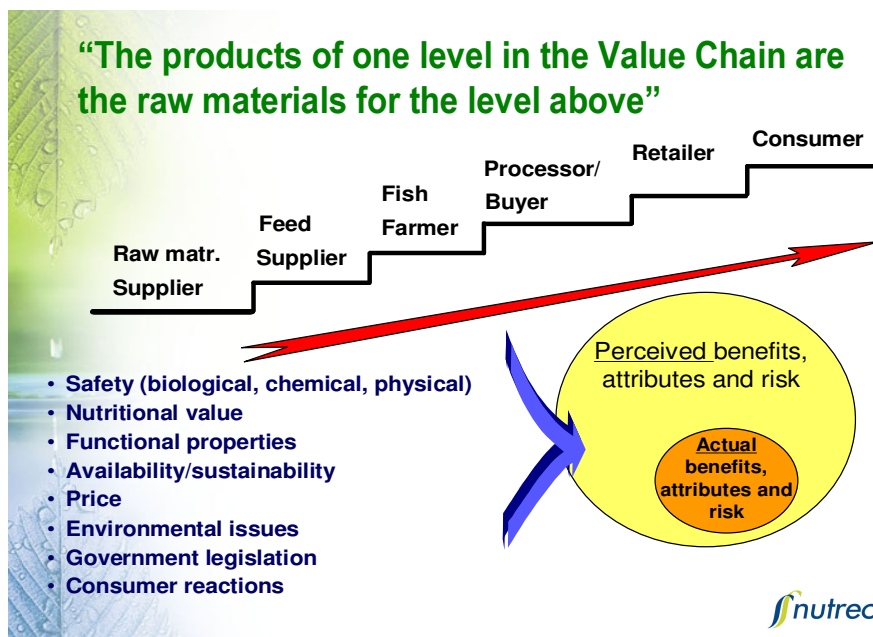 “The products of one level in the Value Chain are
the raw materials for the level above”
Raw matr.
Supplier
Feed
Supplier
Fish
Farmer
Processor/
Buyer
Retailer
Consumer
• Safety (biological, chemical, physical)
• Nutritional value
• Functional properties
• Availability/sustainability
• Price
• Environmental issues
• Government legislation
• Consumer reactions
Perceived benefits,
attributes and risk
Actual
benefits,
attributes and
risk
nutrec